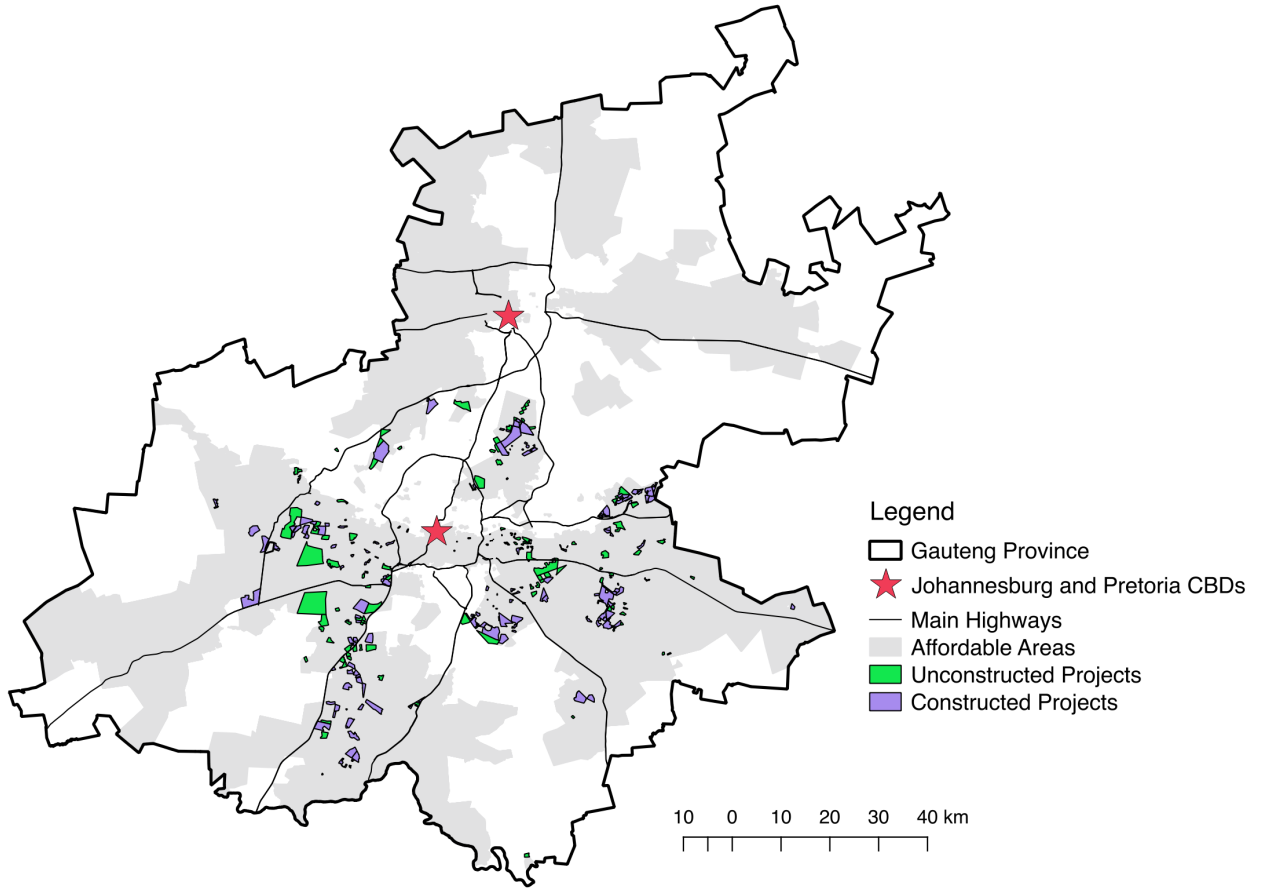 Legend
Gauteng Province
Johannesburg and Pretoria CBDs
Main Highways
Affordable Areas
Unconstructed Projects
Constructed Projects
10 0 10 20 30 40 km